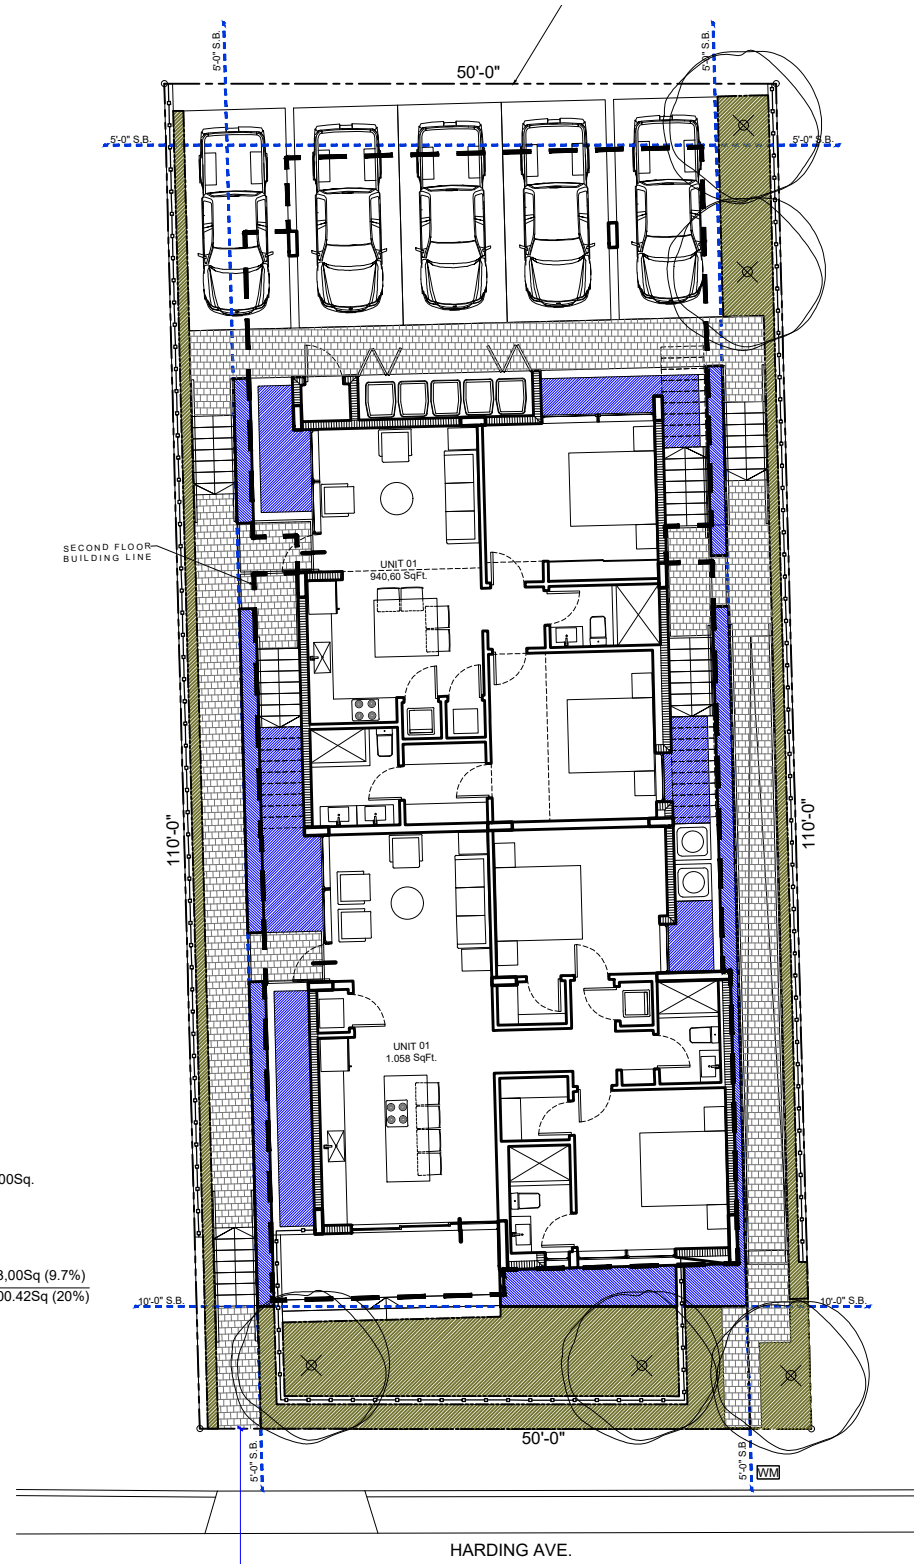 5'-0" S.B.
5'-0" S.B.
50'-0"
5'-0" S.B.
5'-0" S.B.
SECOND FLOOR
BUILDING LINE
UNIT 01
940,60 SqFt.
110'-0"
110'-0"
UNIT 01
1.058 SqFt.
00Sq.
3,00Sq (9.7%)
00.42Sq (20%)
10'-0" S.B.
10'-0" S.B.
50'-0"
5'-0" S.B.
5'-0" S.B.
WM
HARDING AVE.